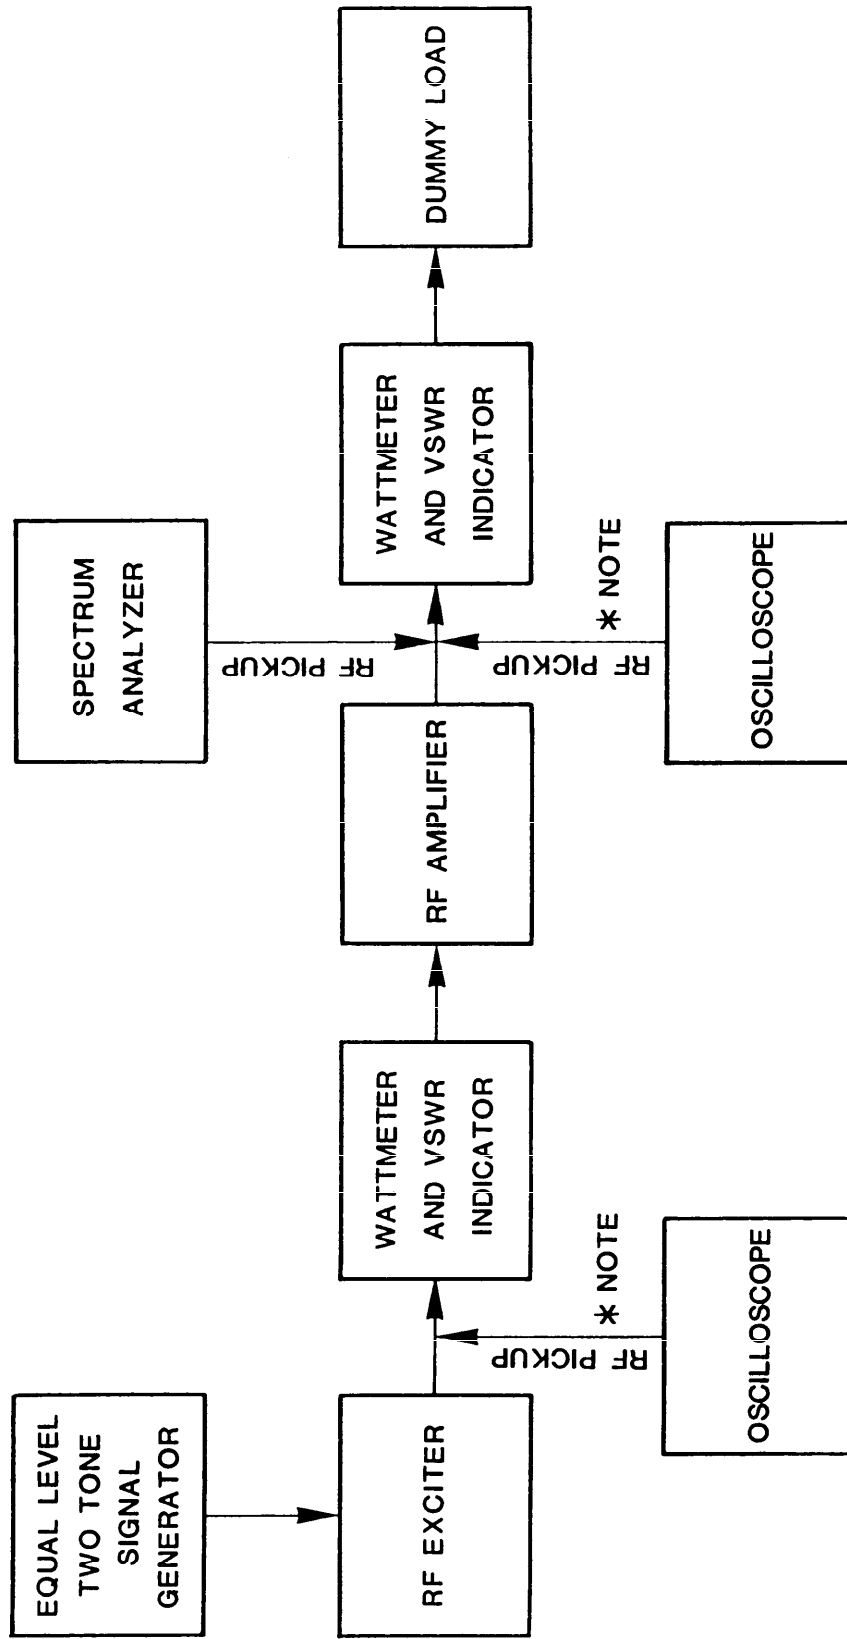 EQUAL LEVEL
TWO TONE
SIGNAL
GENERATOR
SPECTRUM
ANALYZER
RF PICKUP
RF EXCITER
WATTMETER
AND VSWR
INDICATOR
RF AMPLIFIER
WATTMETER
AND VSWR
INDICATOR
DUMMY LOAD
RF PICKUP
* NOTE
RF PICKUP
* NOTE
OSCILLOSCOPE
OSCILLOSCOPE